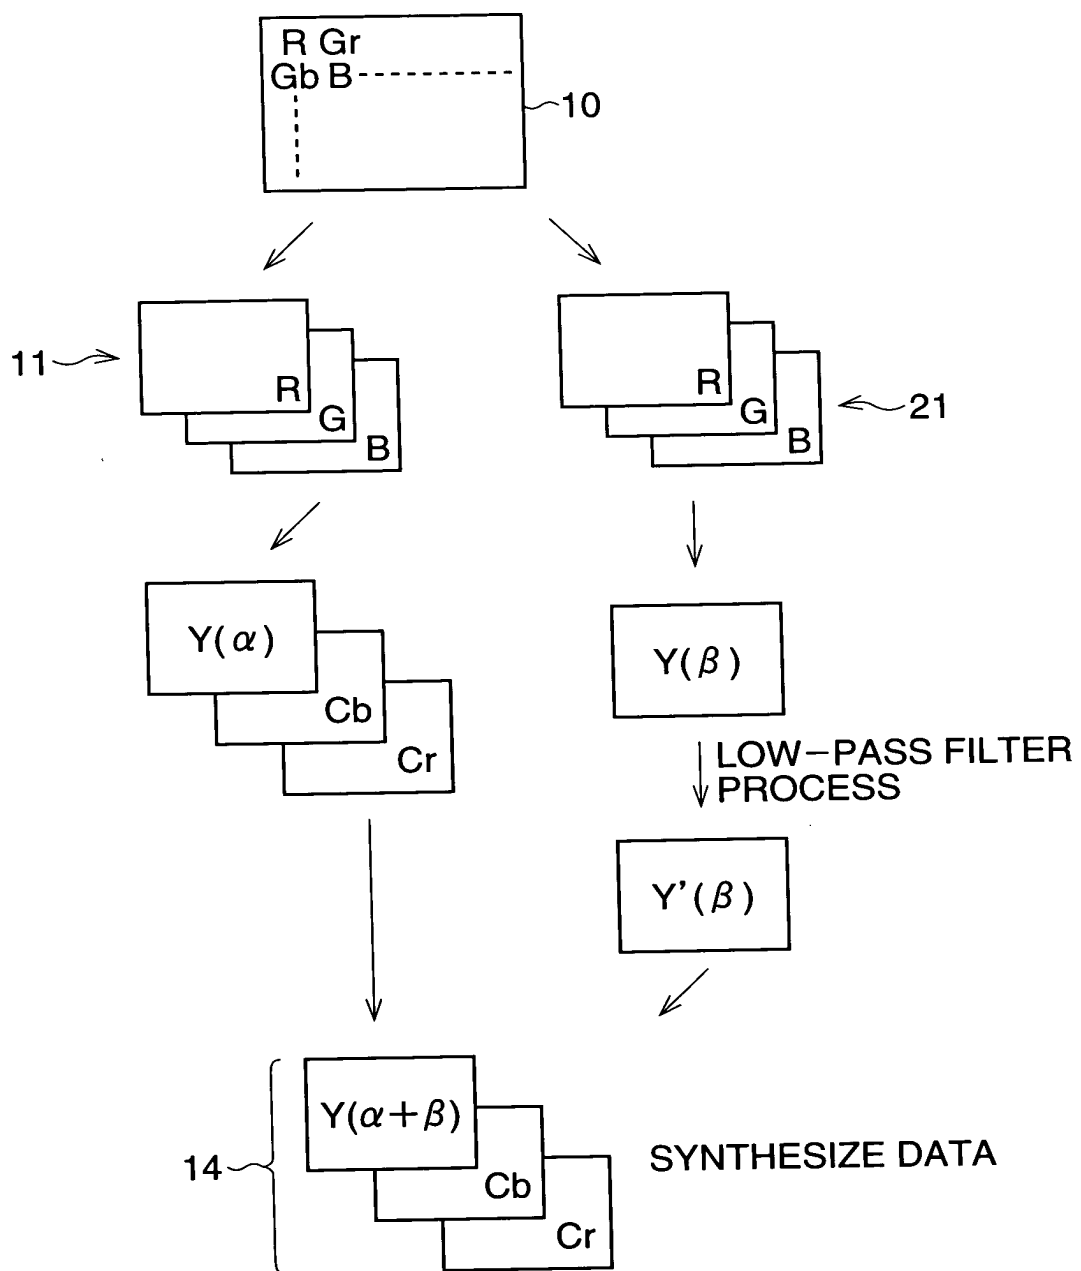 R Gr
Gb B
10
11
R
G
B
R
G
B
21
Y(α)
Cb
Cr
Y(β)
LOW-PASS FILTER
PROCESS
Y'(β)
14
Y(α+β)
Cb
Cr
SYNTHESIZE DATA